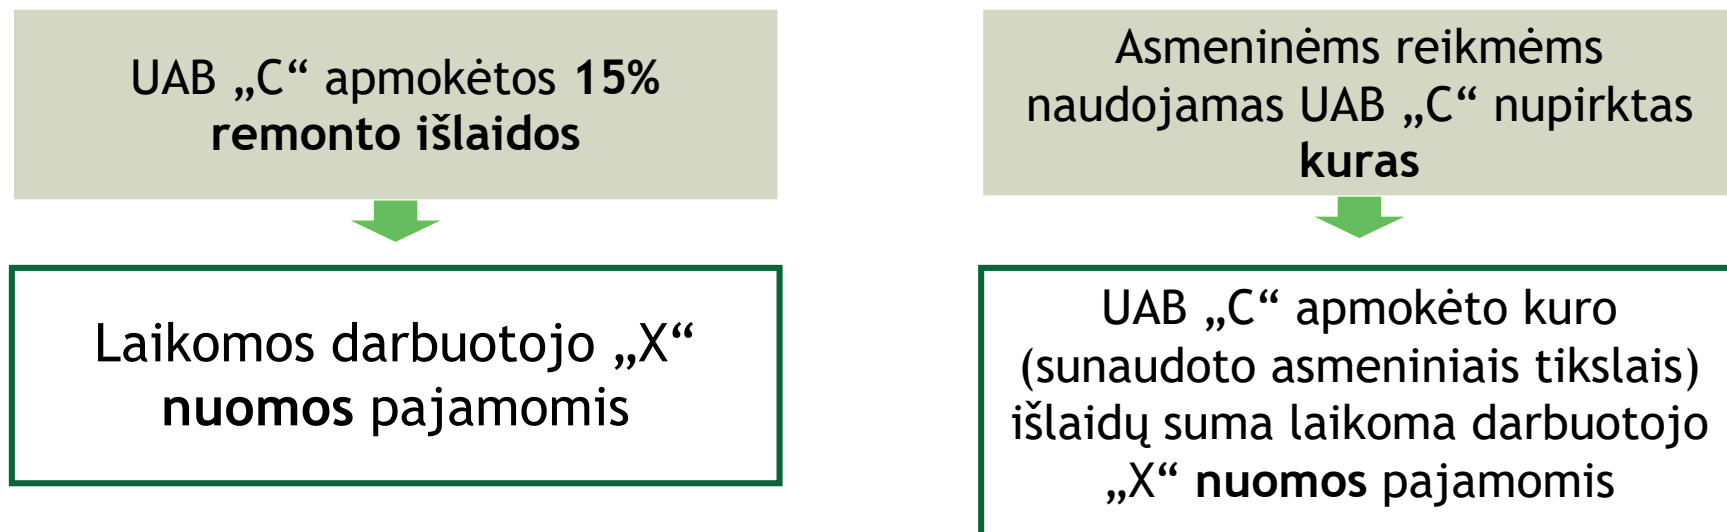 UAB „C“ apmokėtos 15%
remonto išlaidos
Laikomos darbuotojo „X“
nuomos pajamomis
Asmeninėms reikmėms
naudojamas UAB „C“ nupirktas
kuras
UAB „C“ apmokėto kuro
(sunaudoto asmeniniais tikslais)
išlaidų suma laikoma darbuotojo
„X“ nuomos pajamomis